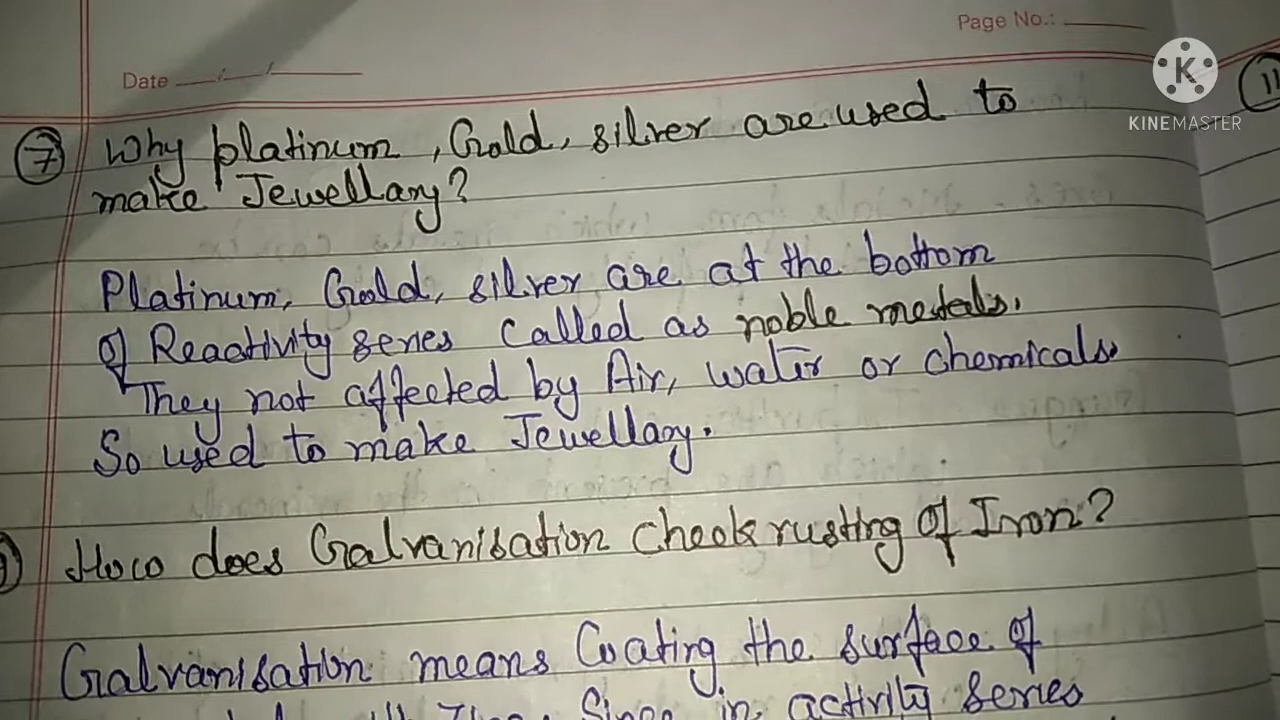 Page No.:
Date
K
KINEMASTER
11
7 Why platinum, Gold, silver are used to
make Jewellary?
Platinum, Gold, silver are at the bottom
of Reactivity series called as noble metals.
They not affected by Air, water or chemicals.
So used to make Jewellary.
How does Galvanisation check rusting of Iron?
Galvanisation means Coating the surface of
Since in activity series